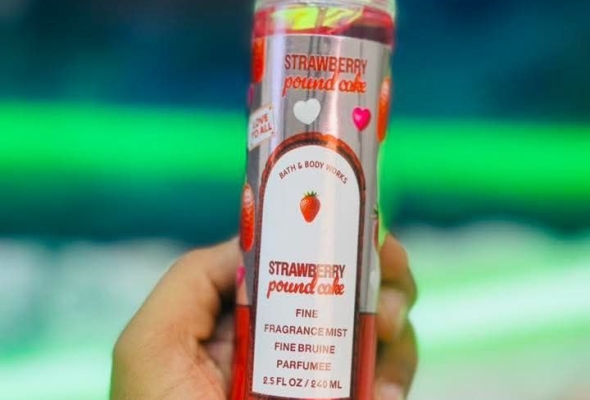 STRAWBERRY
pound cake
LOVE
TO ALL
BATH & BODY WORKS
STRAWBERRY
pound cake
FINE
FRAGRANCE MIST
FINE BRUINE
PARFUMEE
2.5 FL OZ / 240 ML